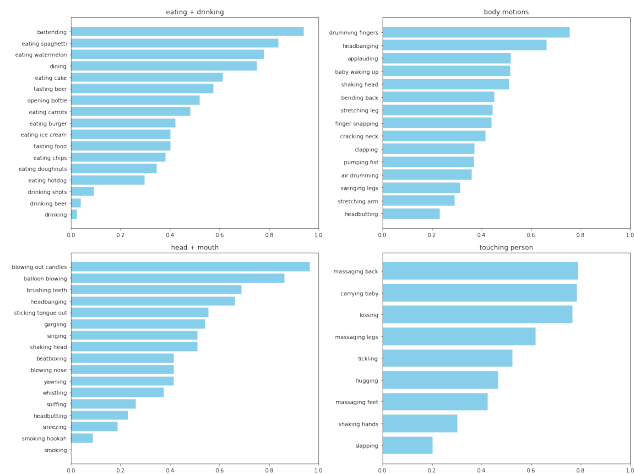 eating + drinking
bartending
eating spaghetti
eating watermelon
dining
eating cake
tasting beer
opening bottle
eating carrots
eating burger
eating ice cream
tasting food
eating chips
eating doughnuts
eating hotdog
drinking shots
drinking beer
drinking
0.0 0.2 0.4 0.6 0.8 1.0
body motions
drumming fingers
headbanging
applauding
baby waking up
shaking head
bending back
stretching leg
finger snapping
cracking neck
clapping
pumping fist
air drumming
swinging legs
stretching arm
headbutting
0.0 0.2 0.4 0.6 0.8 1.0
head + mouth
blowing out candles
balloon blowing
brushing teeth
headbanging
sticking tongue out
gargling
singing
shaking head
beatboxing
blowing nose
yawning
whistling
sniffing
headbutting
sneezing
smoking hookah
smoking
0.0 0.2 0.4 0.6 0.8 1.0
touching person
massaging back
carrying baby
kissing
massaging legs
tickling
hugging
massaging feet
shaking hands
slapping
0.0 0.2 0.4 0.6 0.8 1.0